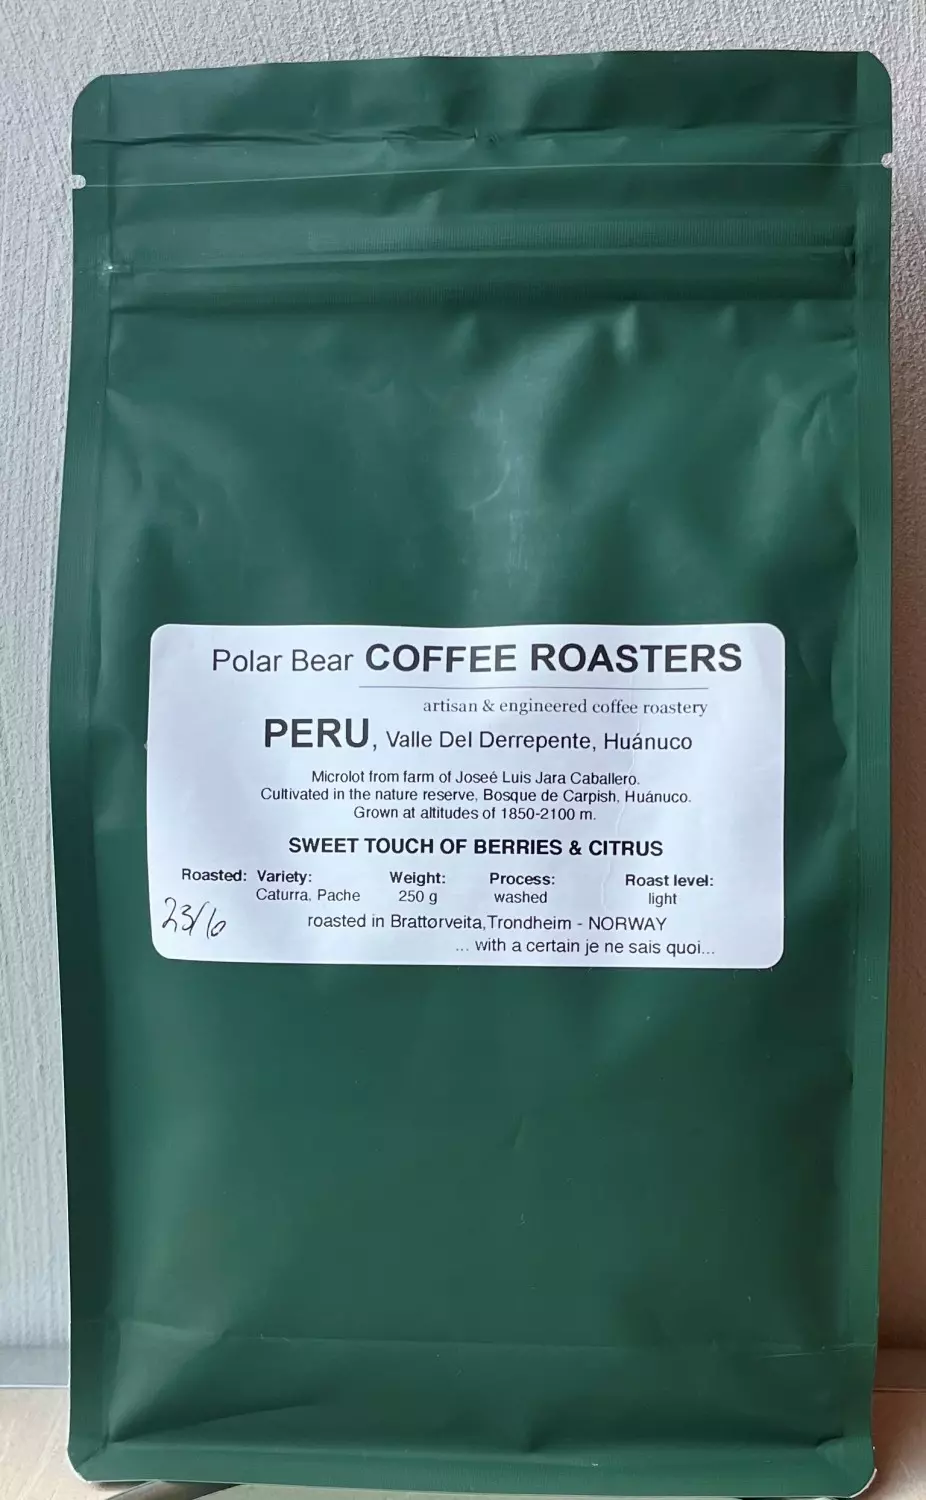 Polar Bear COFFEE ROASTERS
artisan & engineered coffee roastery
PERU, Valle Del Derrepente, Huánuco
Microlot from farm of Joseé Luis Jara Caballero.
Cultivated in the nature reserve, Bosque de Carpish, Huánuco.
Grown at altitudes of 1850-2100 m.
SWEET TOUCH OF BERRIES & CITRUS
Roasted: Variety: Weight: Process: Roast level:
Caturra, Pache 250 g washed light
23/6
roasted in Brattørveita,Trondheim - NORWAY
... with a certain je ne sais quoi...